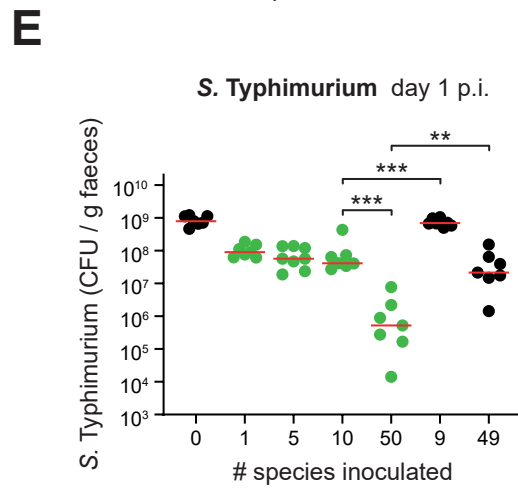 E
S. Typhimurium day 1 p.i.
**
***
***
S. Typhimurium (CFU / g faeces)
10¹⁰
10⁹
10⁸
10⁷
10⁶
10⁵
10⁴
10³
0 1 5 10 50 9 49
# species inoculated